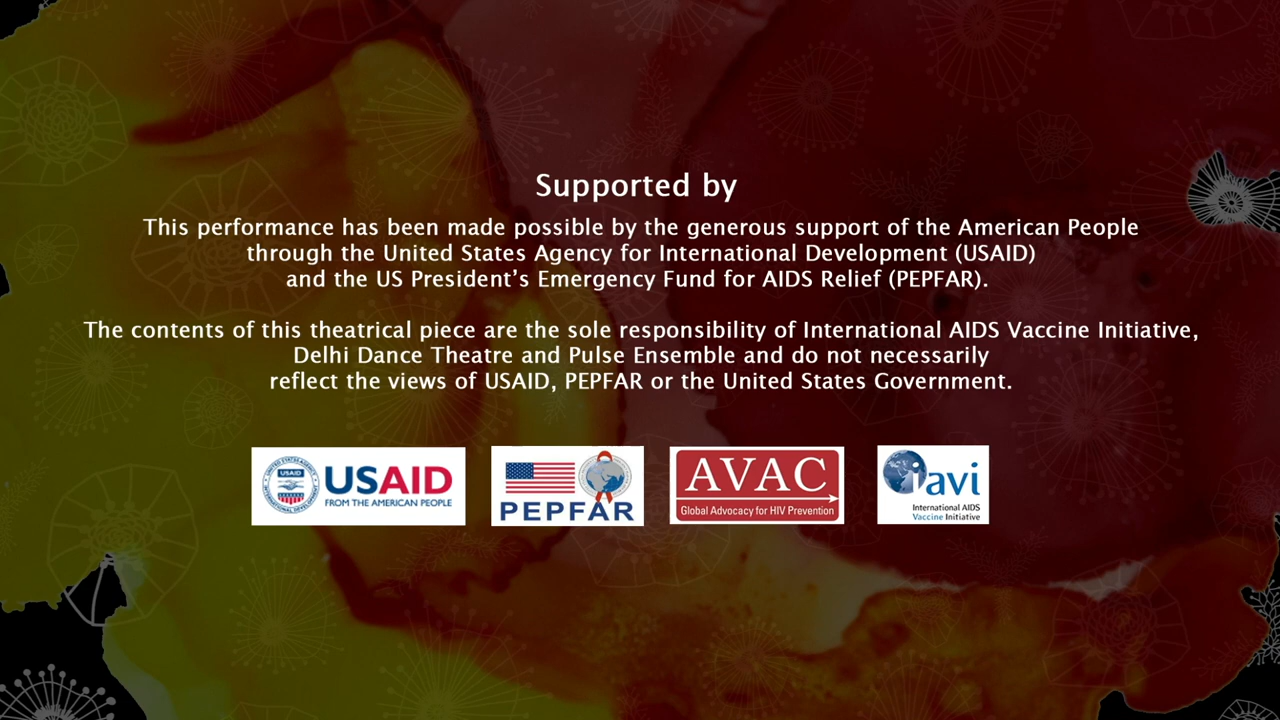 Supported by
This performance has been made possible by the generous support of the American People
through the United States Agency for International Development (USAID)
and the US President's Emergency Fund for AIDS Relief (PEPFAR).
The contents of this theatrical piece are the sole responsibility of International AIDS Vaccine Initiative,
Delhi Dance Theatre and Pulse Ensemble and do not necessarily
reflect the views of USAID, PEPFAR or the United States Government.
USAID
USAID
FROM THE AMERICAN PEOPLE
PEPFAR
AVAC
Global Advocacy for HIV Prevention
iavi
International AIDS
Vaccine Initiative